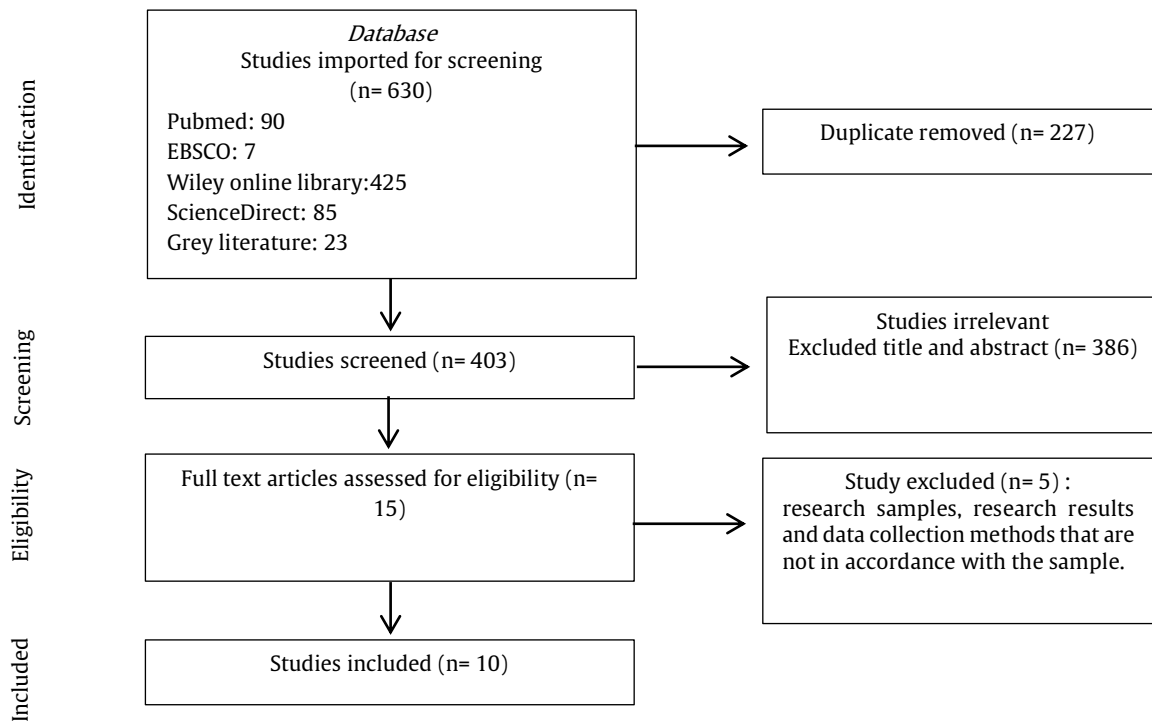 Identification
Database
Studies imported for screening
(n= 630)
Pubmed: 90
EBSCO: 7
Wiley online library:425
ScienceDirect: 85
Grey literature: 23
Duplicate removed (n= 227)
Screening
Studies screened (n= 403)
Studies irrelevant
Excluded title and abstract (n= 386)
Eligibility
Full text articles assessed for eligibility (n=
15)
Study excluded (n= 5) :
research samples, research results
and data collection methods that are
not in accordance with the sample.
Included
Studies included (n= 10)